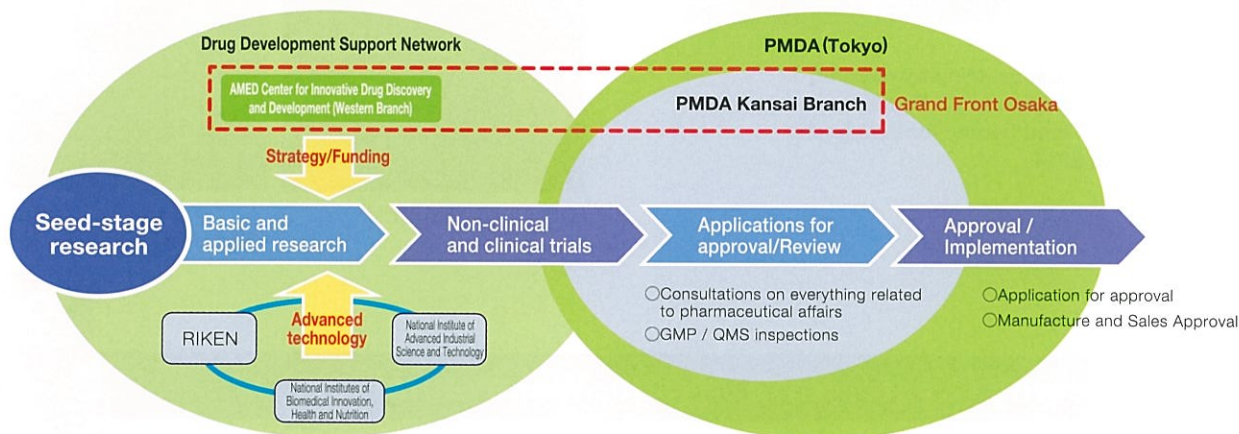 Drug Development Support Network
PMDA(Tokyo)
AMED Center for Innovative Drug Discovery
and Development (Western Branch)
PMDA Kansai Branch
Grand Front Osaka
Strategy/Funding
Seed-stage
research
Basic and
applied research
Non-clinical
and clinical trials
Applications for
approval/Review
Approval /
Implementation
○Consultations on everything related
to pharmaceutical affairs
○GMP / QMS inspections
○Application for approval
○Manufacture and Sales Approval
Advanced
technology
RIKEN
National Institute of
Advanced Industrial
Science and Technology
National Institutes of
Biomedical Innovation,
Health and Nutrition